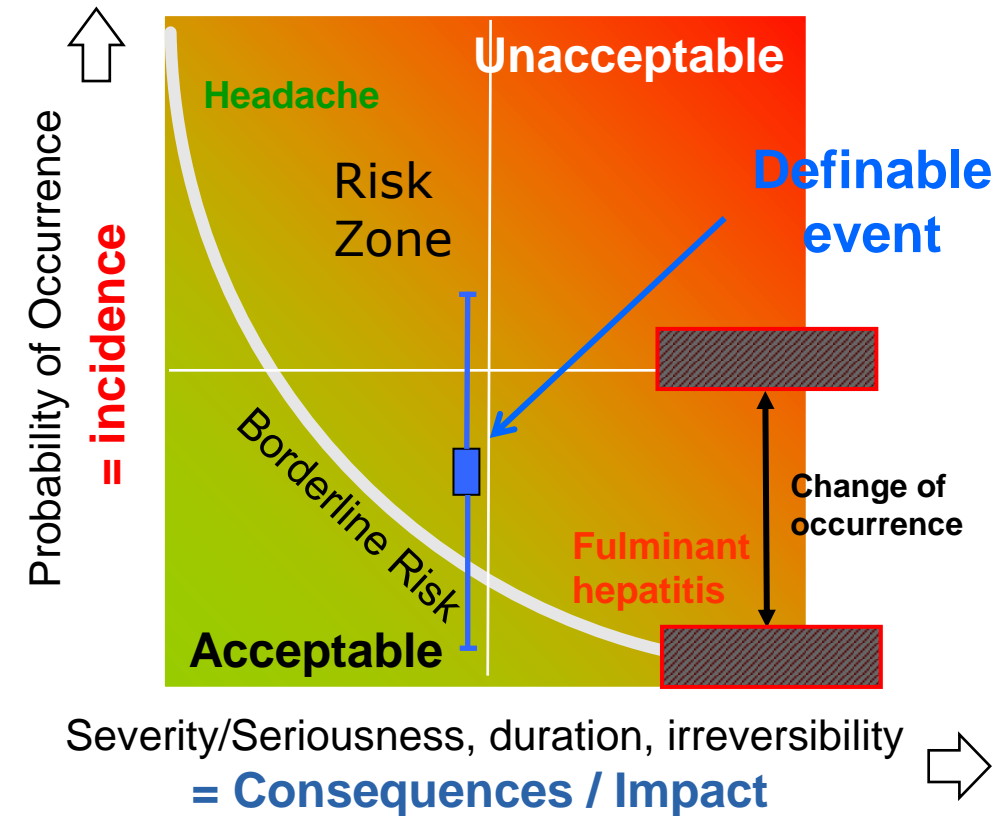 Unacceptable
Headache
Risk
Zone
Definable
event
Probability of Occurrence
= incidence
Borderline Risk
Change of
occurrence
Fulminant
hepatitis
Acceptable
Severity/Seriousness, duration, irreversibility
= Consequences / Impact